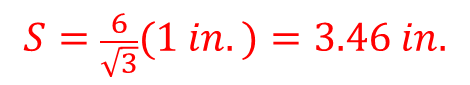 S = 6/√3 (1 in.) = 3.46 in.